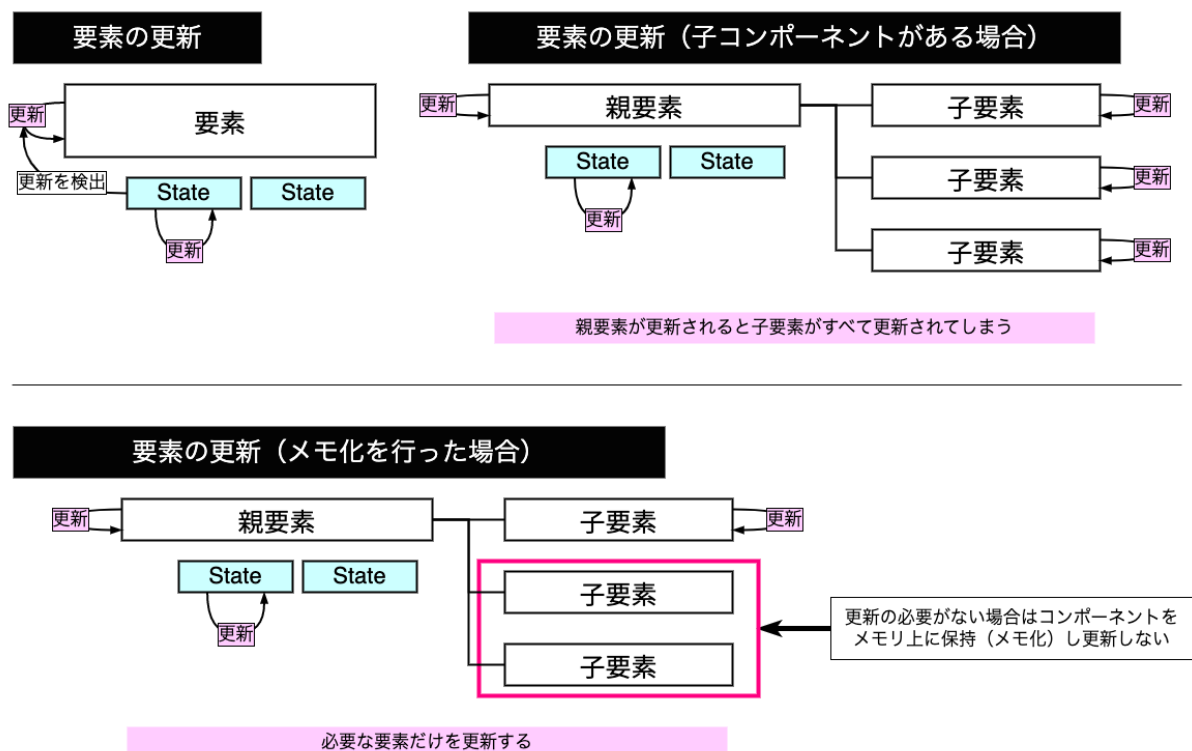 要素の更新
更新
要素
更新を検出
State
State
更新
要素の更新（子コンポーネントがある場合）
更新
親要素
子要素
更新
State
State
更新
子要素
更新
子要素
更新
親要素が更新されると子要素がすべて更新されてしまう
要素の更新（メモ化を行った場合）
更新
親要素
子要素
更新
State
State
更新
子要素
子要素
更新の必要がない場合はコンポーネントを
メモリ上に保持（メモ化）し更新しない
必要な要素だけを更新する